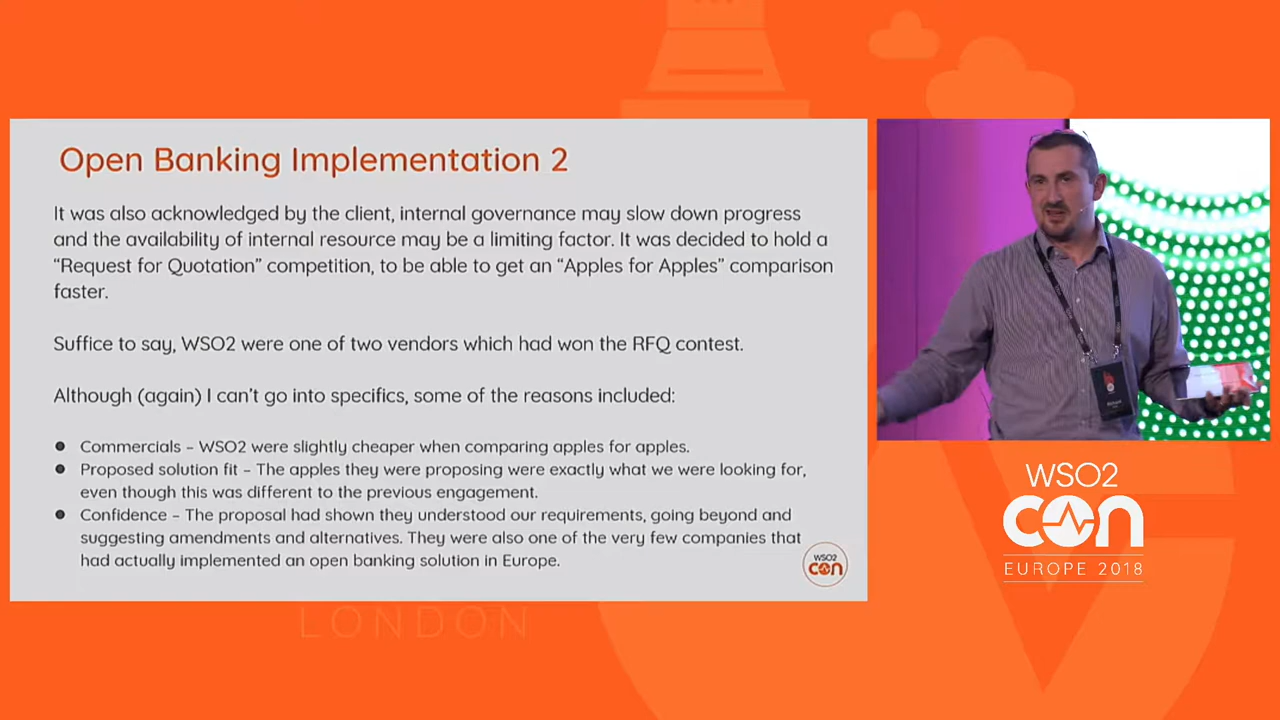 Open Banking Implementation 2
It was also acknowledged by the client, internal governance may slow down progress
and the availability of internal resource may be a limiting factor. It was decided to hold a
“Request for Quotation” competition, to be able to get an “Apples for Apples” comparison
faster.
Suffice to say, WSO2 were one of two vendors which had won the RFQ contest.
Although (again) I can’t go into specifics, some of the reasons included:
Commercials – WSO2 were slightly cheaper when comparing apples for apples.
Proposed solution fit – The apples they were proposing were exactly what we were looking for,
even though this was different to the previous engagement.
Confidence – The proposal had shown they understood our requirements, going beyond and
suggesting amendments and alternatives. They were also one of the very few companies that
had actually implemented an open banking solution in Europe.
WSO2
con
WSO2
con
EUROPE 2018
LONDON